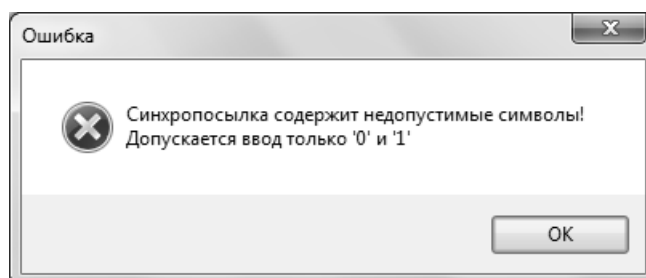 Ошибка
Синхропосылка содержит недопустимые символы!
Допускается ввод только '0' и '1'
OK